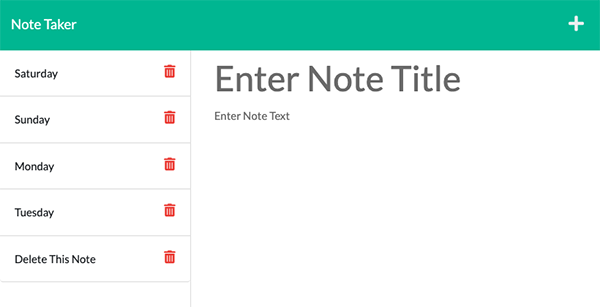 Note Taker
Saturday
Sunday
Monday
Tuesday
Delete This Note
Enter Note Title
Enter Note Text